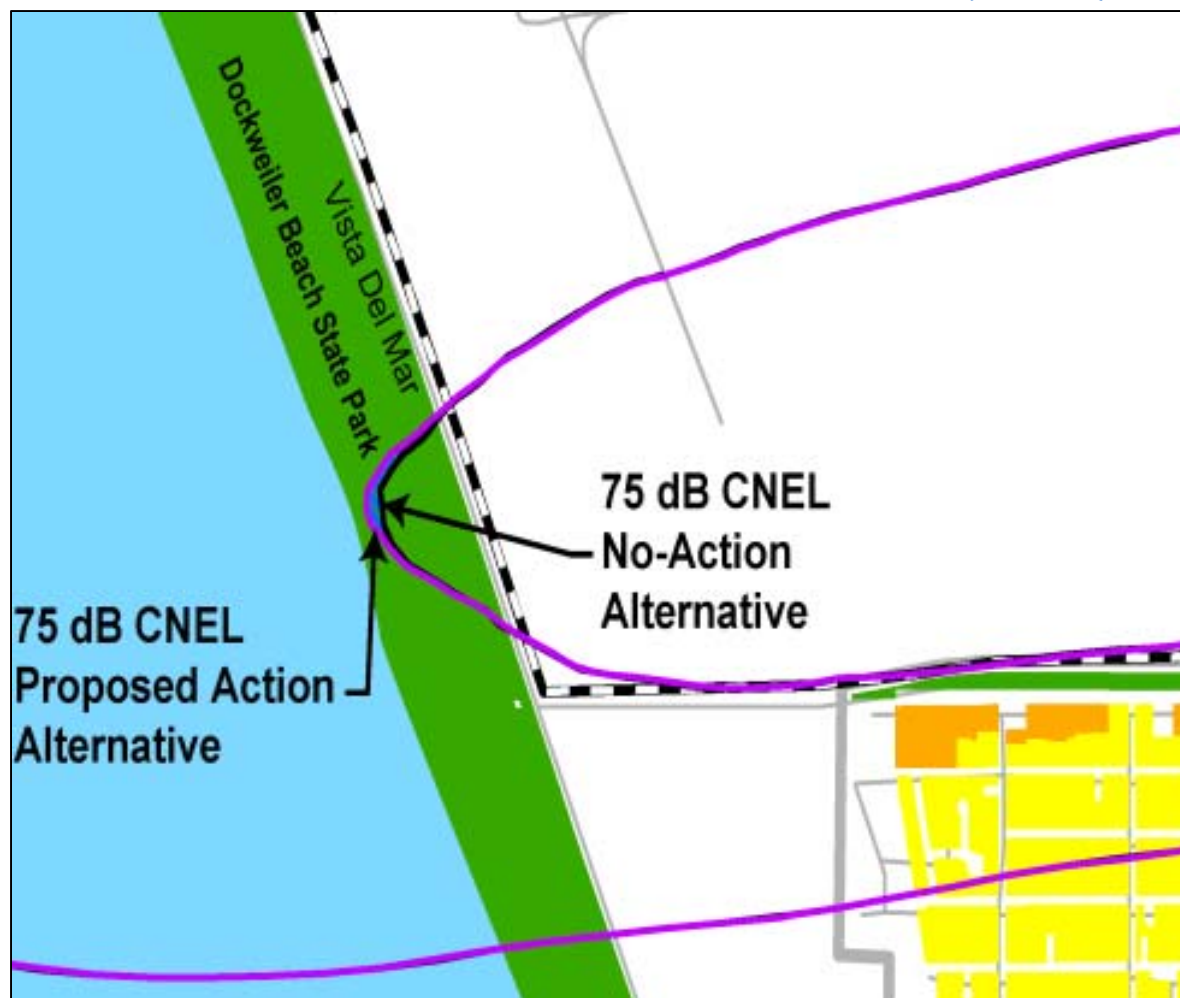 Dockweiler Beach State Park
Vista Del Mar
75 dB CNEL
No-Action
Alternative
75 dB CNEL
Proposed Action
Alternative